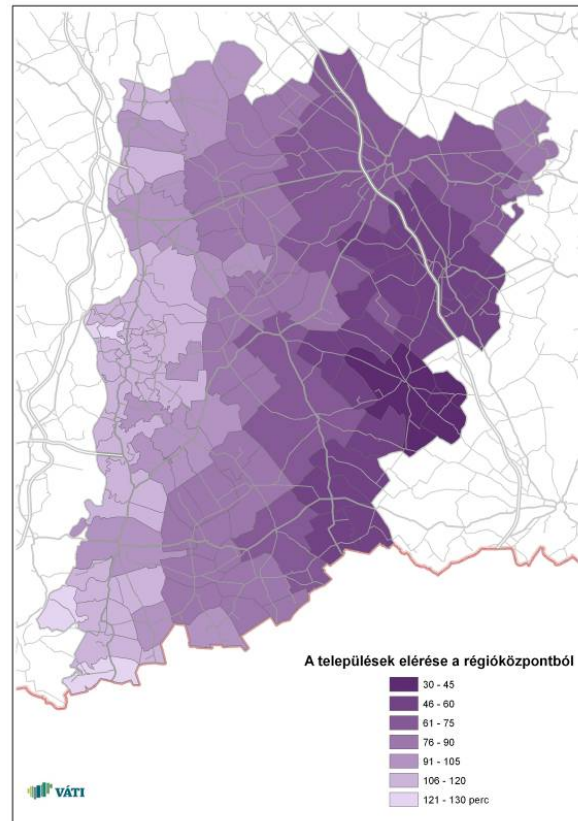 A települések elérése a régióközpontból
30 - 45
46 - 60
61 - 75
76 - 90
91 - 105
106 - 120
121 - 130 perc
VÁTI